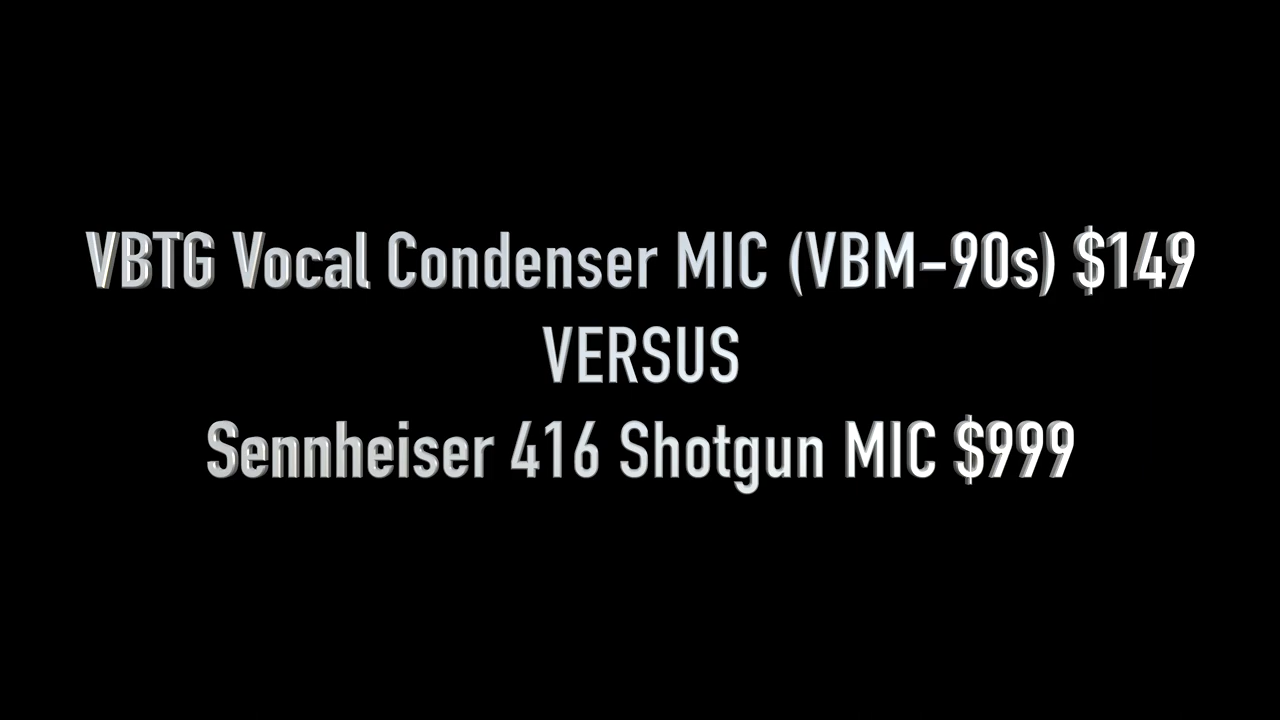 VBTG Vocal Condenser MIC (VBM-90s) $149
VERSUS
Sennheiser 416 Shotgun MIC $999